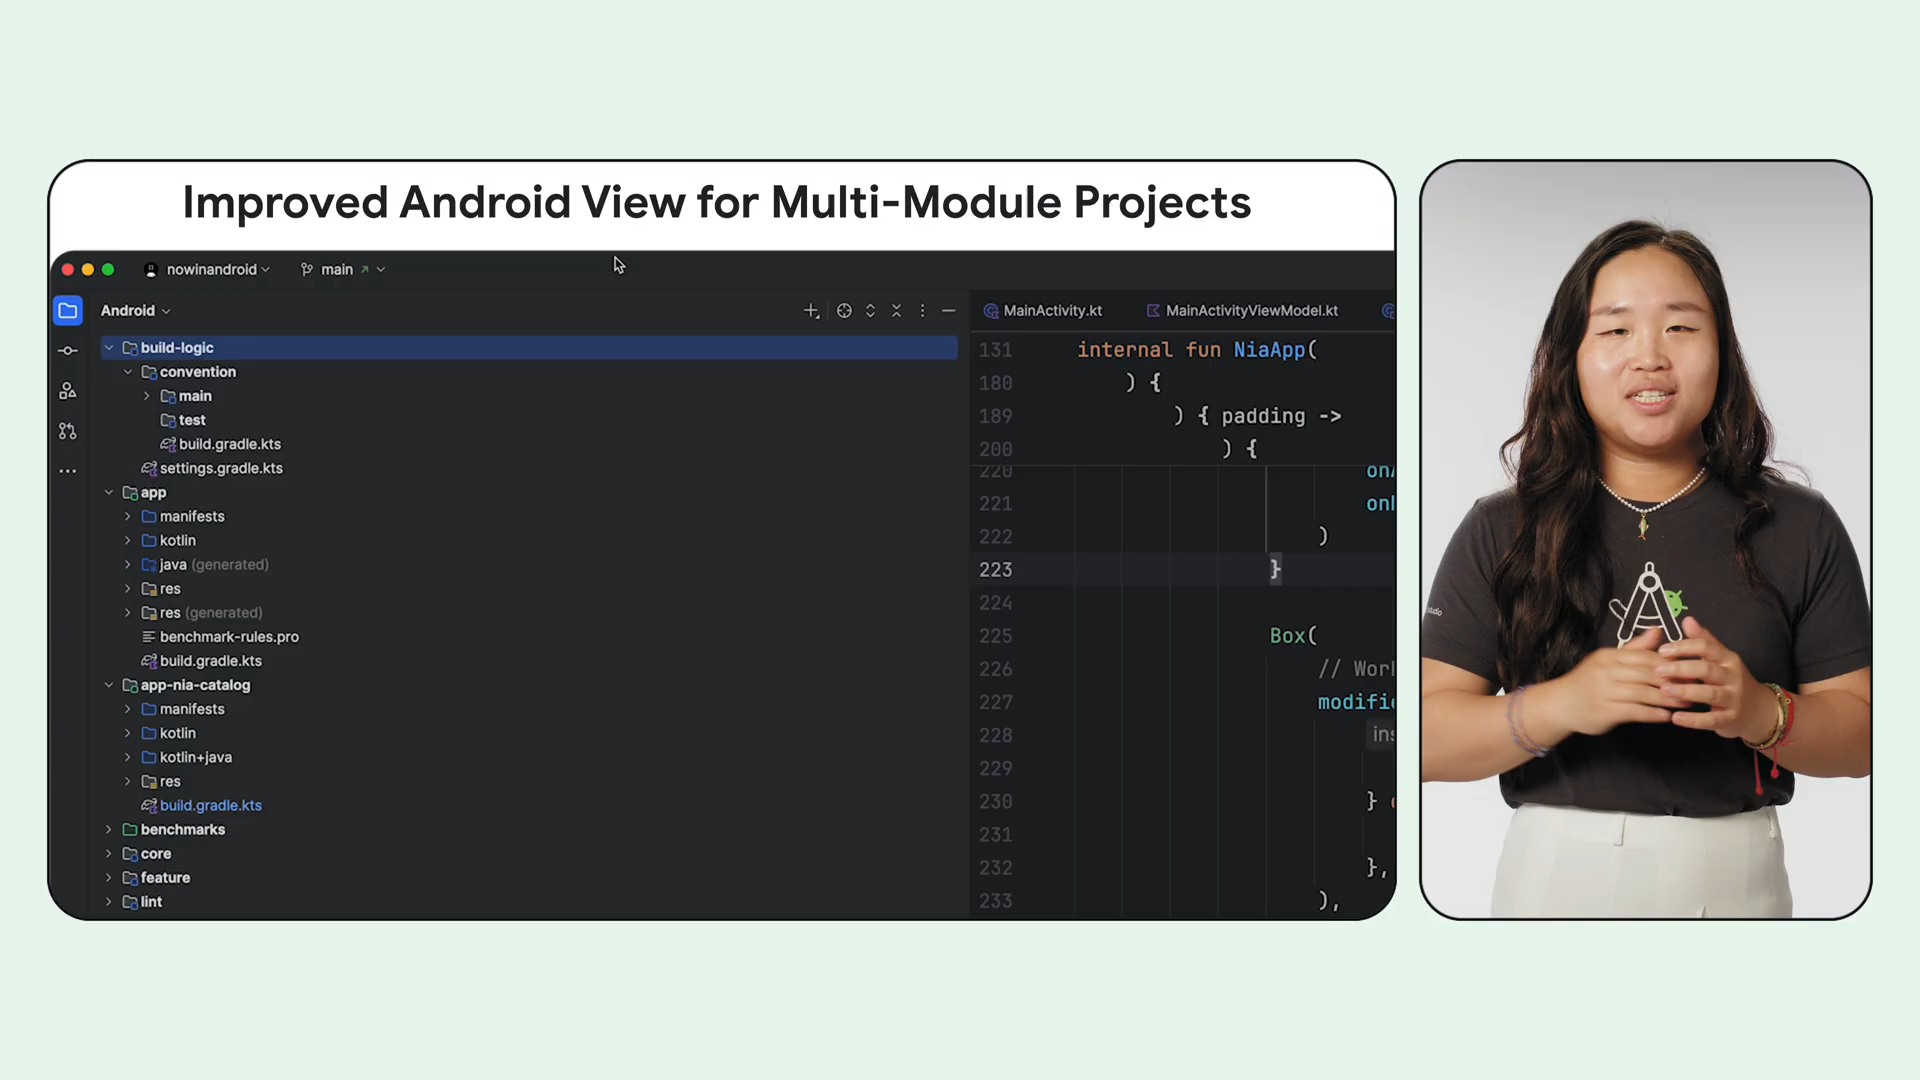 Improved Android View for Multi-Module Projects
nowinandroid
main
Android
build-logic
convention
main
test
build.gradle.kts
settings.gradle.kts
app
manifests
kotlin
java (generated)
res
res (generated)
benchmark-rules.pro
build.gradle.kts
app-nia-catalog
manifests
kotlin
kotlin+java
res
build.gradle.kts
benchmarks
core
feature
lint
MainActivity.kt
MainActivityViewModel.kt
131 internal fun NiaApp(
180 ) {
189 ) { padding ->
200 ) {
220
221
222 )
223 }
224
225 Box(
226 //
227
228
229
230 }
231
232 },
233 ),